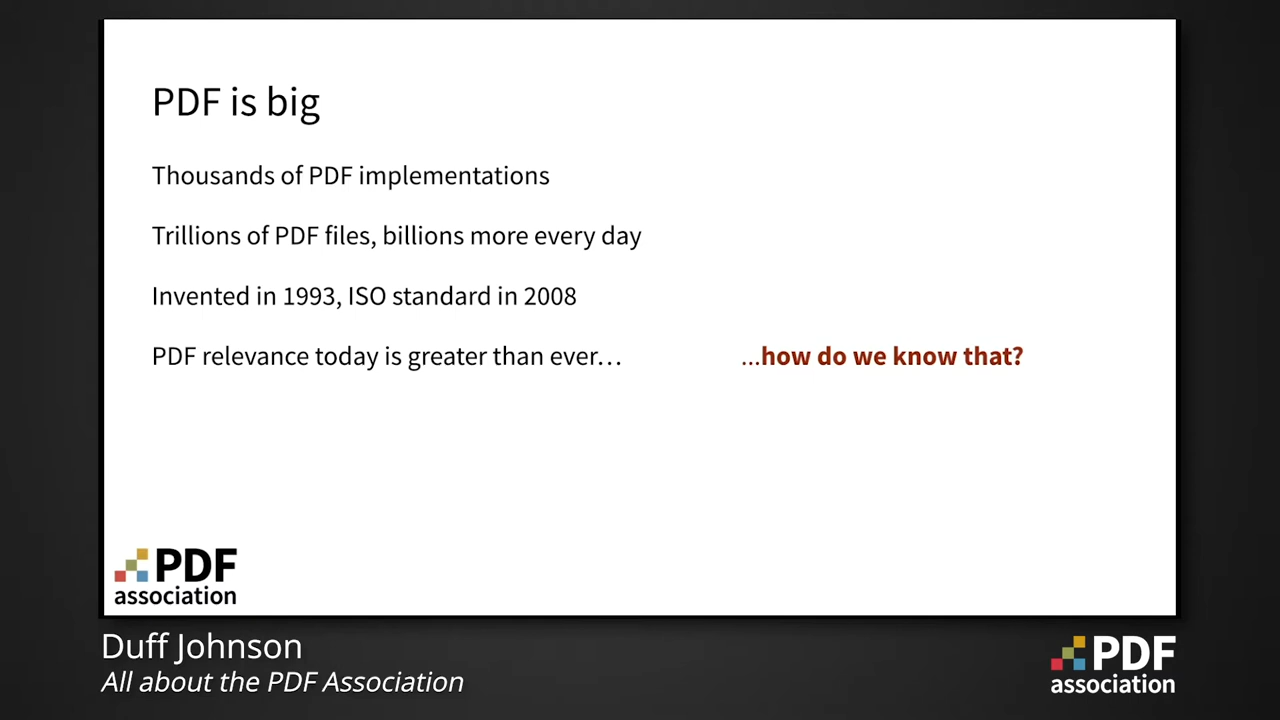 PDF is big
Thousands of PDF implementations
Trillions of PDF files, billions more every day
Invented in 1993, ISO standard in 2008
PDF relevance today is greater than ever… ...how do we know that?
PDF
association
Duff Johnson
All about the PDF Association
PDF
association